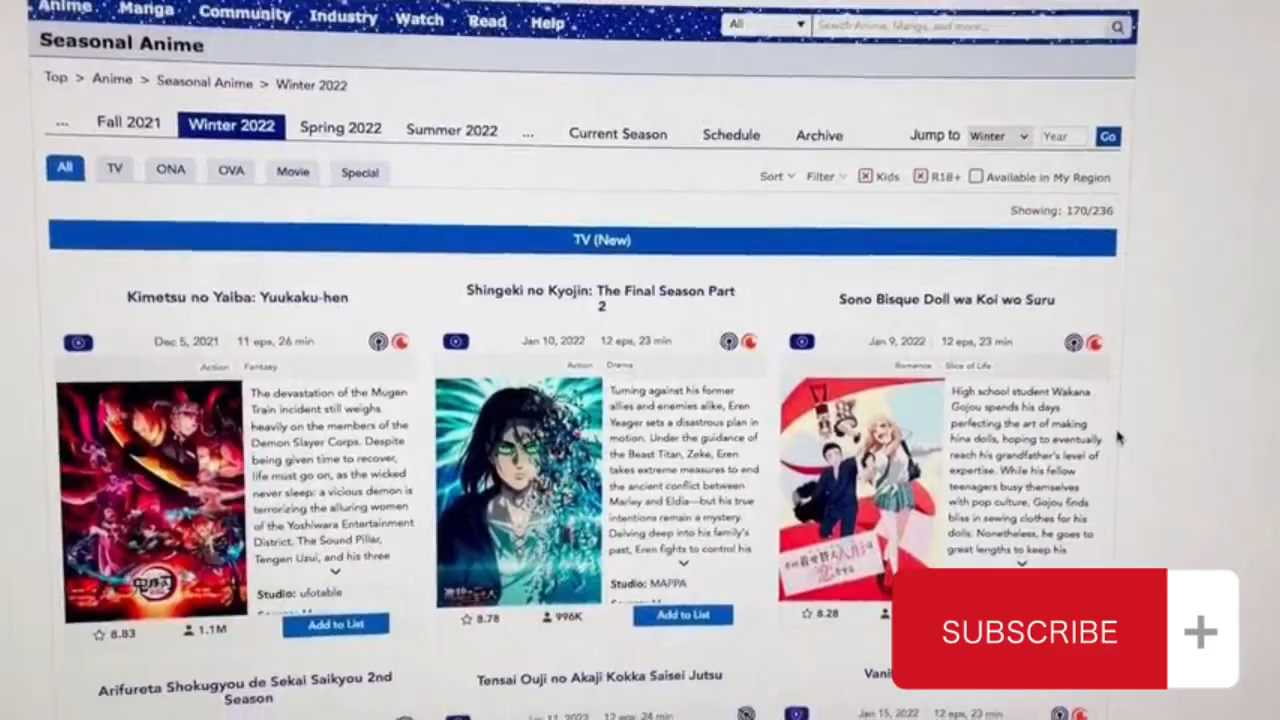 Anime Manga Community Industry Watch Read Help All Search Anime, Manga, and more...
Seasonal Anime
Top > Anime > Seasonal Anime > Winter 2022
... Fall 2021 Winter 2022 Spring 2022 Summer 2022 ... Current Season Schedule Archive Jump to Winter Year Go
All TV ONA OVA Movie Special Sort Filter Kids R18+ Available in My Region
Showing: 170/236
TV (New)
Kimetsu no Yaiba: Yuukaku-hen
Dec 5, 2021 11 eps, 26 min
Action Fantasy
The devastation of the Mugen
Train incident still weighs
heavily on the members of the
Demon Slayer Corps. Despite
being given time to recover,
life must go on, as the wicked
never sleep: a vicious demon is
terrorizing the alluring women
of the Yoshiwara Entertainment
District. The Sound Pillar,
Tengen Uzui, and his three
Studio: ufotable
8.83 1.1M Add to List
Shingeki no Kyojin: The Final Season Part
2
Jan 10, 2022 12 eps, 23 min
Action Drama
Turning against his former
allies and enemies alike, Eren
Yeager sets a disastrous plan in
motion. Under the guidance of
the Beast Titan, Zeke, Eren
takes extreme measures to end
the ancient conflict between
Marley and Eldia—but his true
intentions remain a mystery.
Delving deep into his family's
past, Eren fights to control his
Studio: MAPPA
8.78 996K Add to List
Sono Bisque Doll wa Koi wo Suru
Jan 9, 2022 12 eps, 23 min
Romance Slice of Life
High school student Wakana
Gojou spends his days
perfecting the art of making
hina dolls, hoping to eventually
reach his grandfather's level of
expertise. While his fellow
teenagers busy themselves
with pop culture, Gojou finds
bliss in sewing clothes for his
dolls. Nonetheless, he goes to
great lengths to keep his
8.28
SUBSCRIBE +
Arifureta Shokugyou de Sekai Saikyou 2nd
Season
Tensai Ouji no Akaji Kokka Saisei Jutsu
Jan 11, 2022 12 eps, 24 min
Jan 15, 2022 12 eps, 23 min